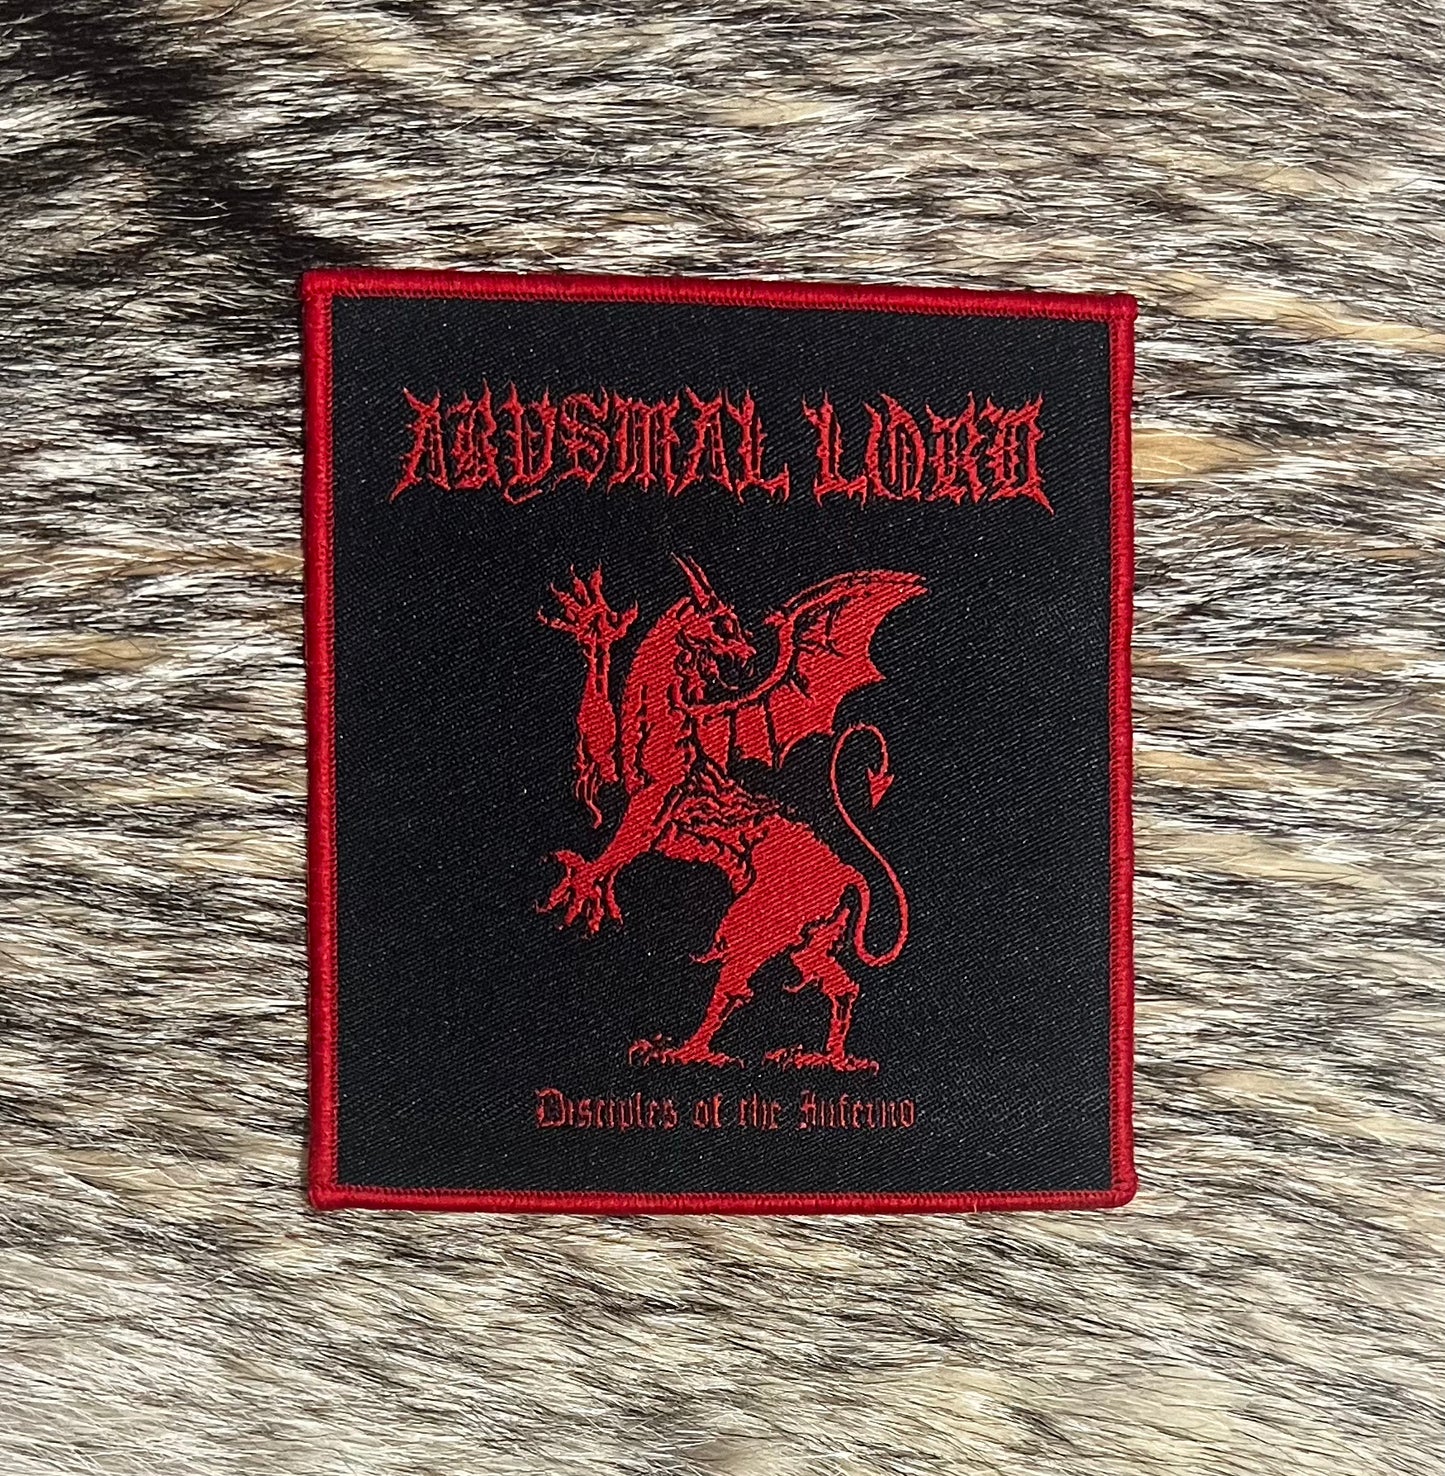 ABYSMAL LORD
Disciples of the Inferno